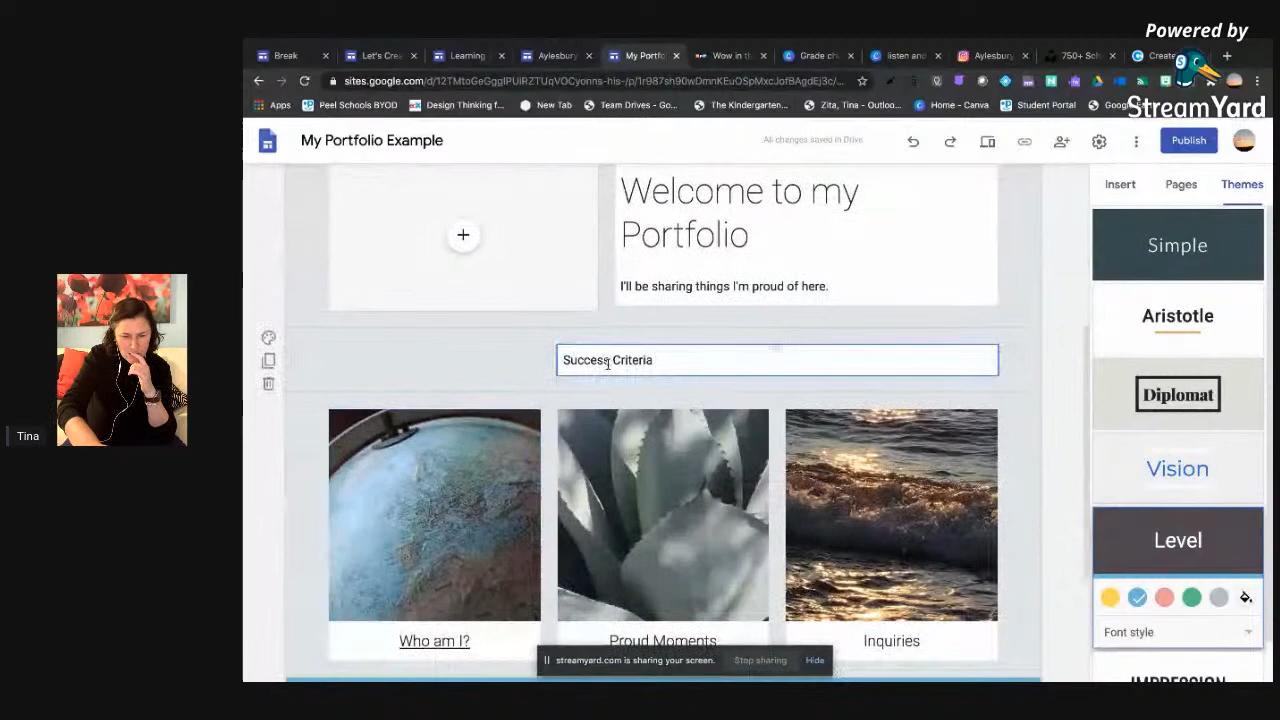 Powered by
StreamYard
Break
Let's Crea
Learning
Aylesbury
My Portfo
Wow in th
Grade ch
listen and
Aylesbury
750+ Sch
Create
Apps
Peel Schools BYOD
Design Thinking f...
New Tab
Team Drives - Go...
The Kindergarten...
Zita, Tina - Outloo...
Home - Canva
Student Portal
My Portfolio Example
All changes saved in Drive
Publish
Insert
Pages
Themes
Welcome to my
Portfolio
I'll be sharing things I'm proud of here.
Success Criteria
Who am I?
Proud Moments
Inquiries
Simple
Aristotle
Diplomat
Vision
Level
Font style
IMPRESSION
streamyard.com is sharing your screen.
Stop sharing
Hide
Tina